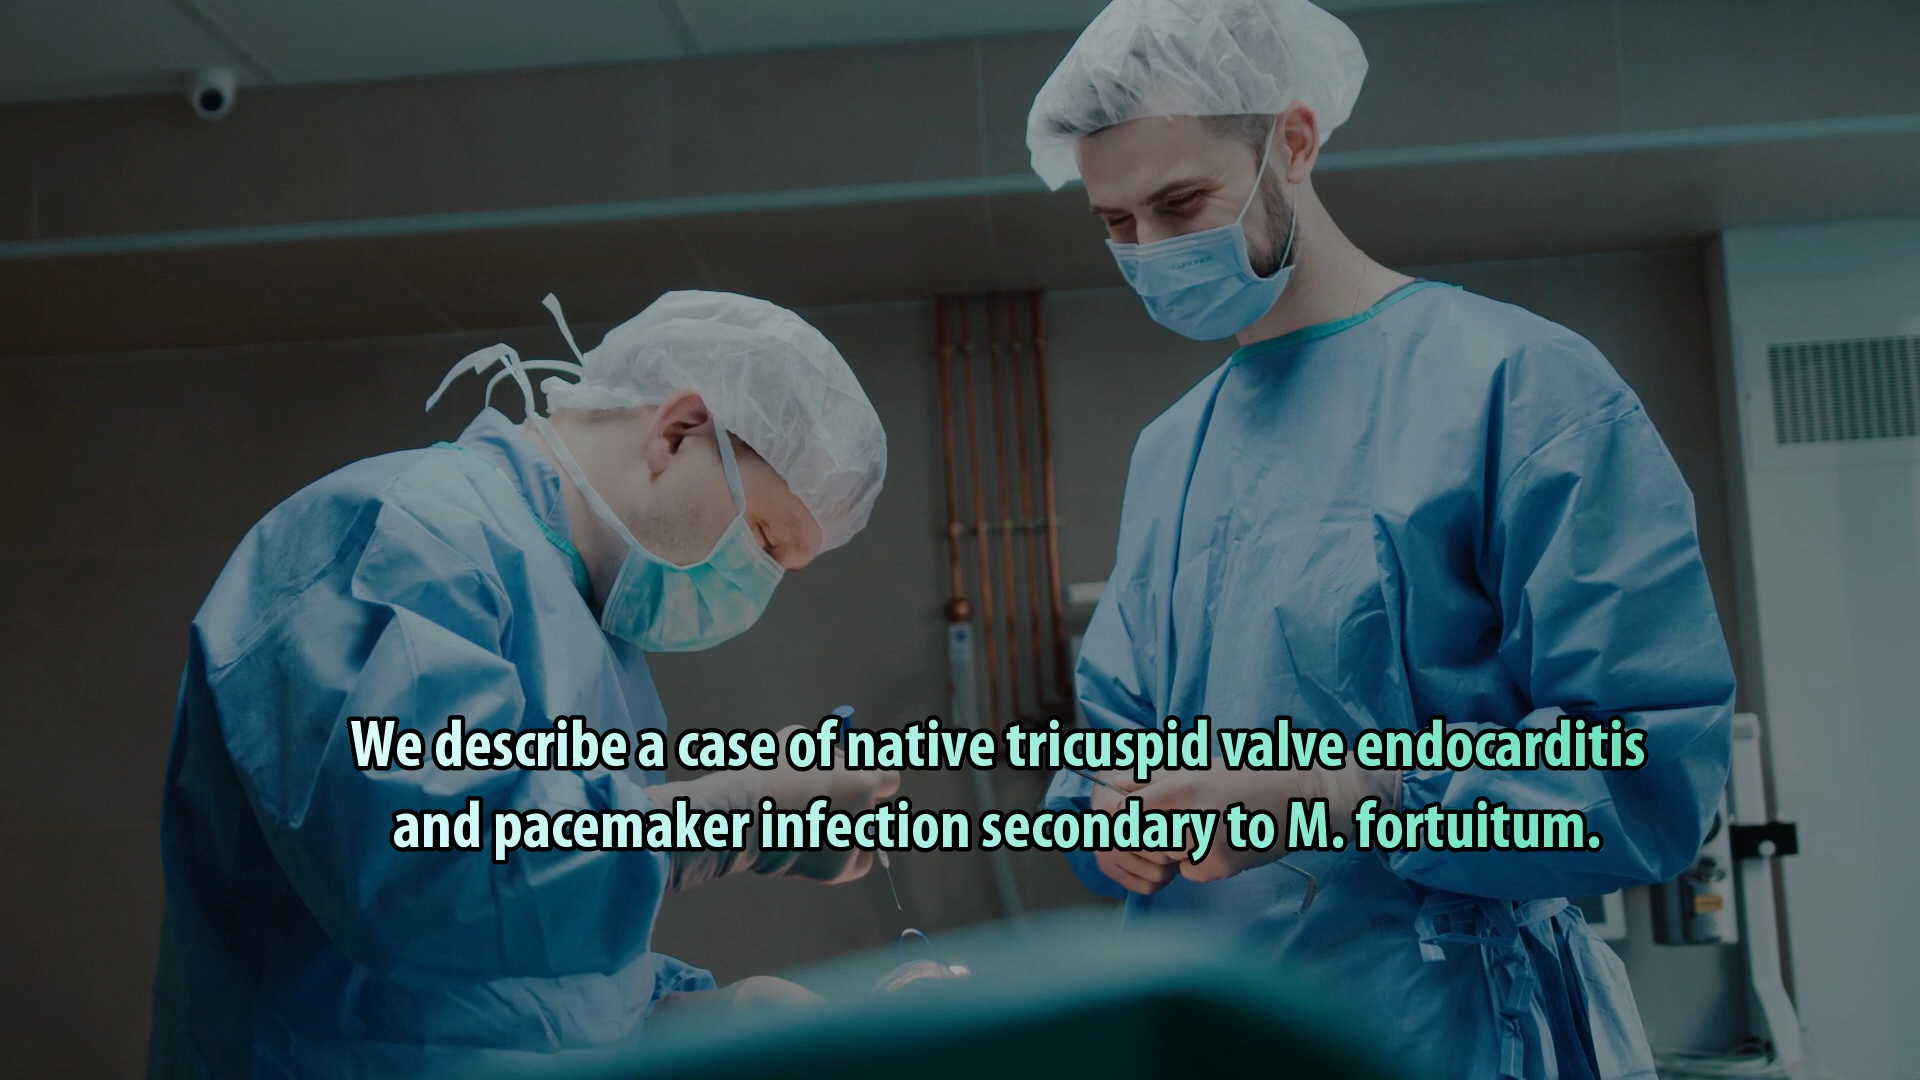 We describe a case of native tricuspid valve endocarditis
and pacemaker infection secondary to M. fortuitum.